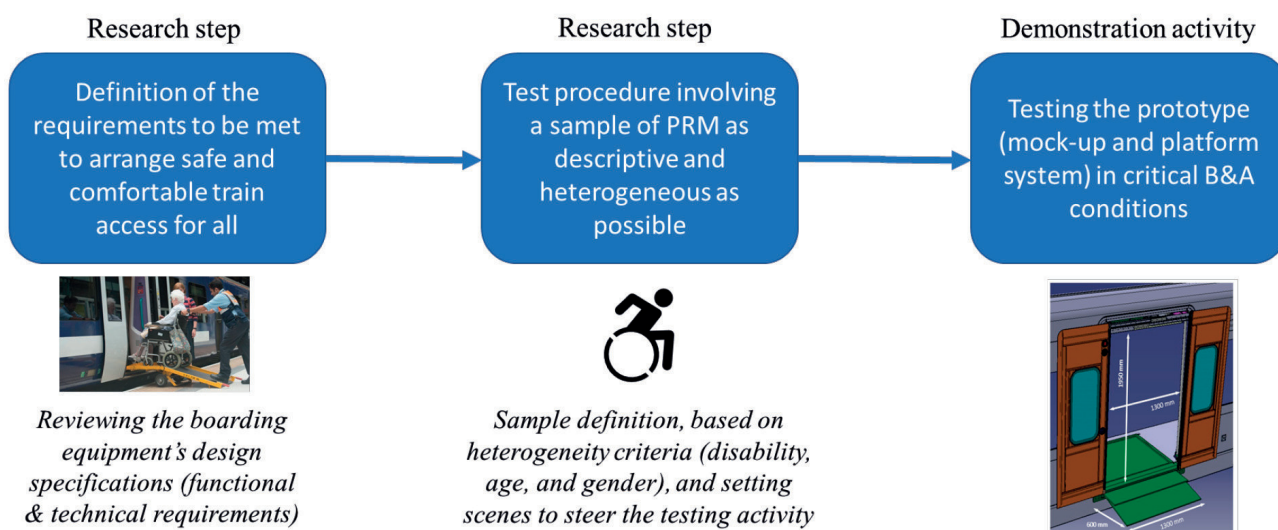 Research step
Definition of the
requirements to be met
to arrange safe and
comfortable train
access for all
Reviewing the boarding
equipment's design
specifications (functional
& technical requirements)
Research step
Test procedure involving
a sample of PRM as
descriptive and
heterogeneous as
possible
Sample definition, based on
heterogeneity criteria (disability,
age, and gender), and setting
scenes to steer the testing activity
Demonstration activity
Testing the prototype
(mock-up and platform
system) in critical B&A
conditions
1950 mm
1300 mm
600 mm
1300 mm